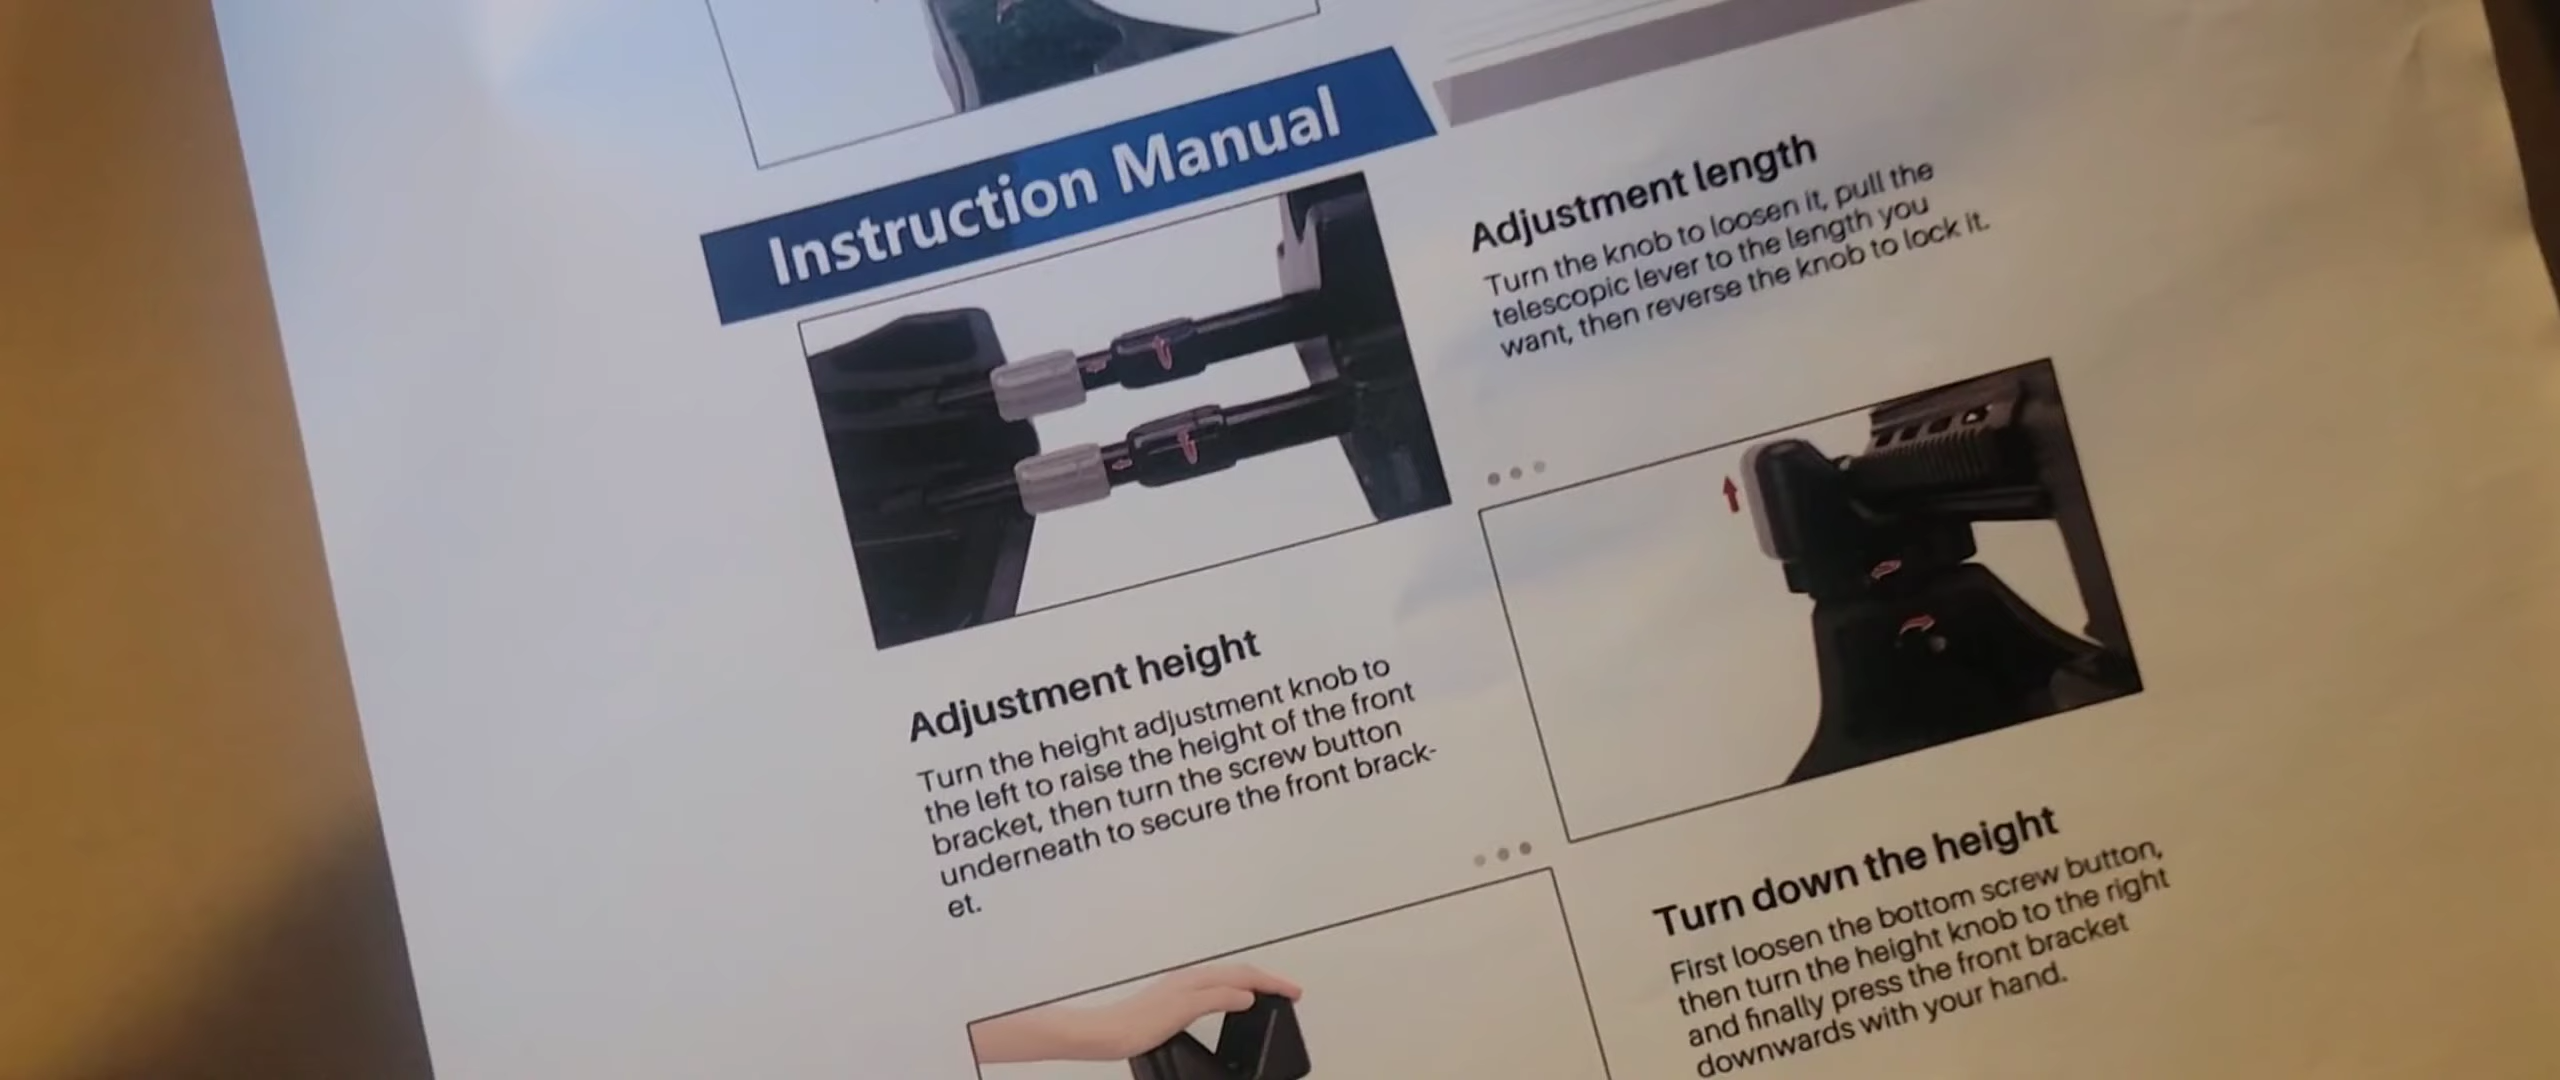 Instruction Manual
Adjustment length
Turn the knob to loosen it, pull the
telescopic lever to the length you
want, then reverse the knob to lock it.
Adjustment height
Turn the height adjustment knob to
the left to raise the height of the front
bracket, then turn the screw button
underneath to secure the front brack-
et.
Turn down the height
First loosen the bottom screw button,
then turn the height knob to the right
and finally press the front bracket
downwards with your hand.